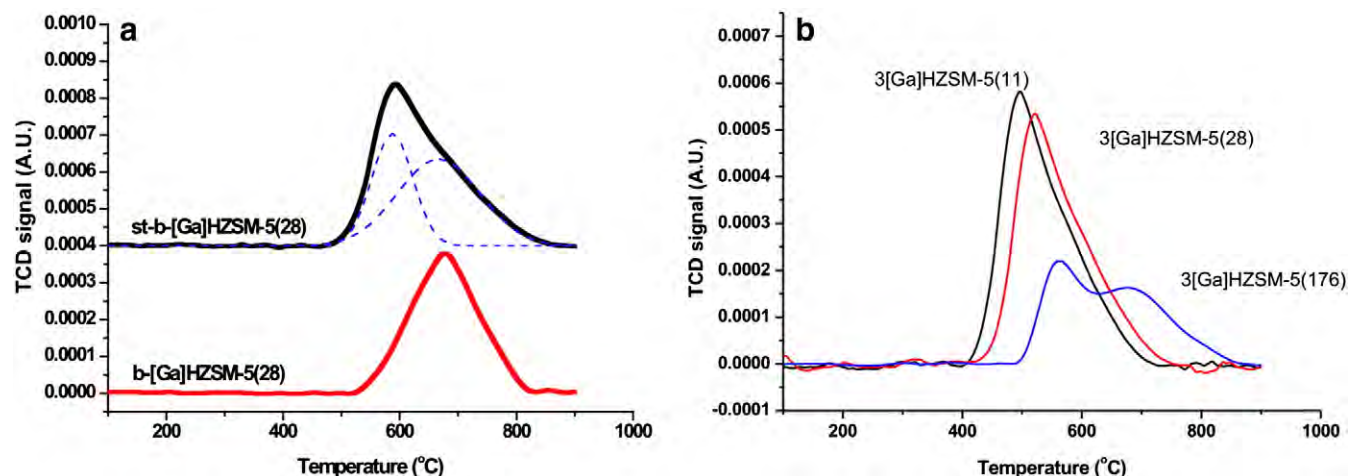 a
0.0010
0.0009
0.0008
0.0007
0.0006
0.0005
0.0004
0.0003
0.0002
0.0001
0.0000
TCD signal (A.U.)
st-b-[Ga]HZSM-5(28)
b-[Ga]HZSM-5(28)
200 400 600 800 1000
Temperature (°C)
b
0.0007
0.0006
0.0005
0.0004
0.0003
0.0002
0.0001
0.0000
-0.0001
TCD signal (A.U.)
3[Ga]HZSM-5(11)
3[Ga]HZSM-5(28)
3[Ga]HZSM-5(176)
200 400 600 800 1000
Temperature (°C)